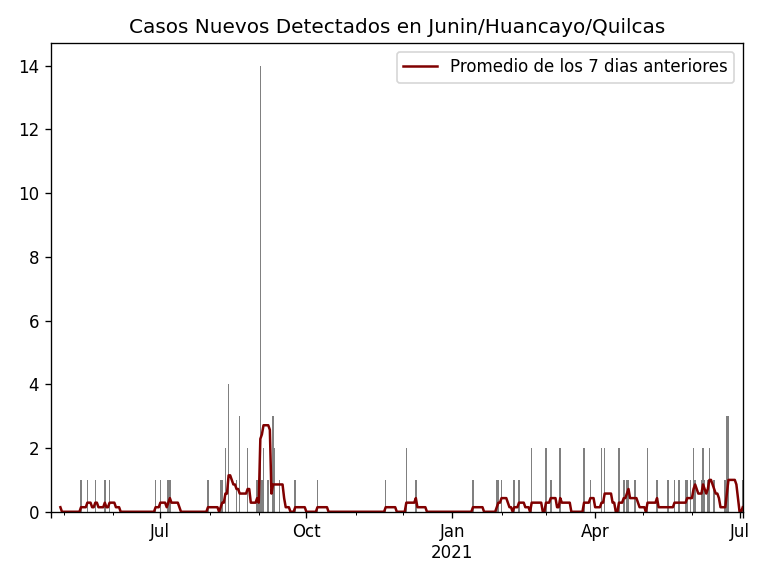 Casos Nuevos Detectados en Junin/Huancayo/Quilcas
Promedio de los 7 dias anteriores
14
12
10
8
6
4
2
0
Jul
Oct
Jan
2021
Apr
Jul